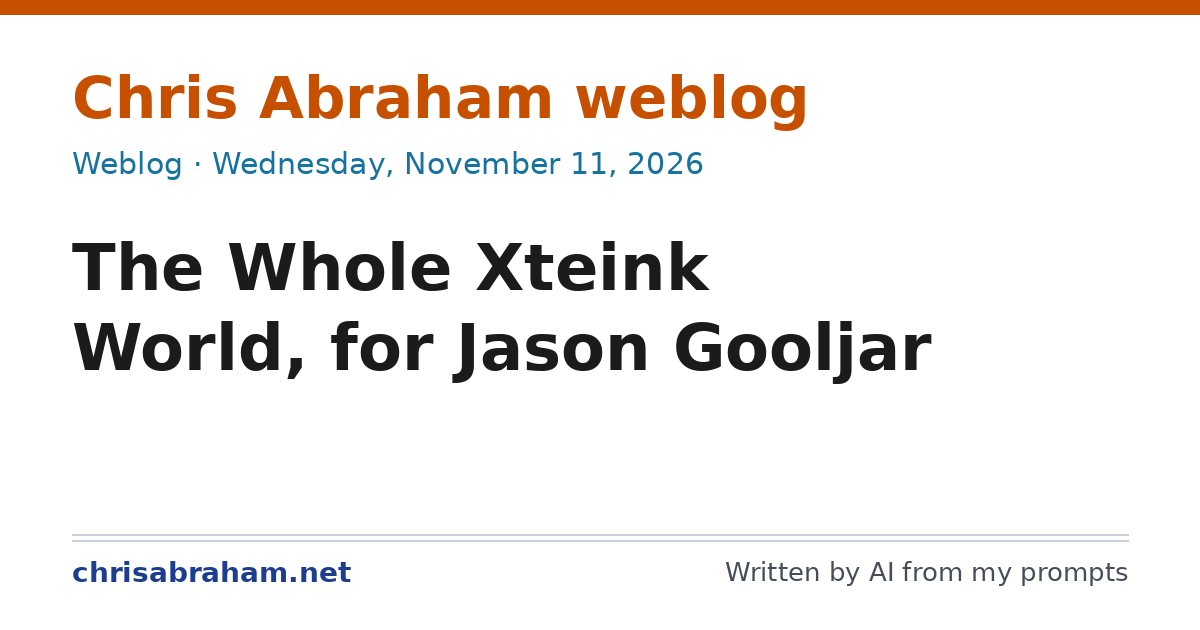 Chris Abraham weblog
Weblog · Wednesday, November 11, 2026
The Whole Xteink
World, for Jason Gooljar
chrisabraham.net
Written by AI from my prompts